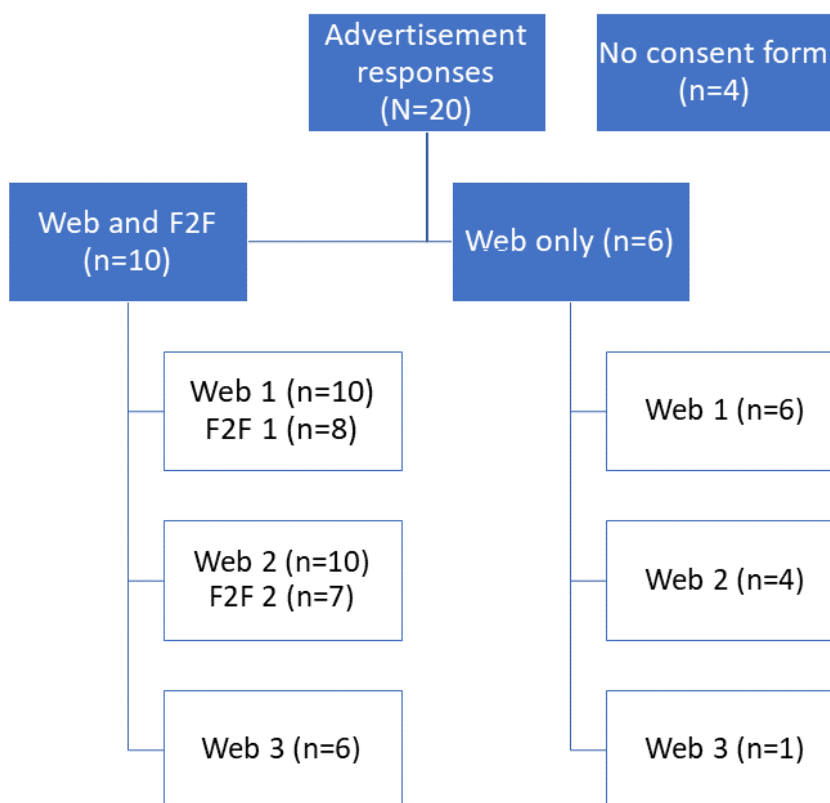 Advertisement
responses
(N=20)
No consent form
(n=4)
Web and F2F
(n=10)
Web only (n=6)
Web 1 (n=10)
F2F 1 (n=8)
Web 1 (n=6)
Web 2 (n=10)
F2F 2 (n=7)
Web 2 (n=4)
Web 3 (n=6)
Web 3 (n=1)